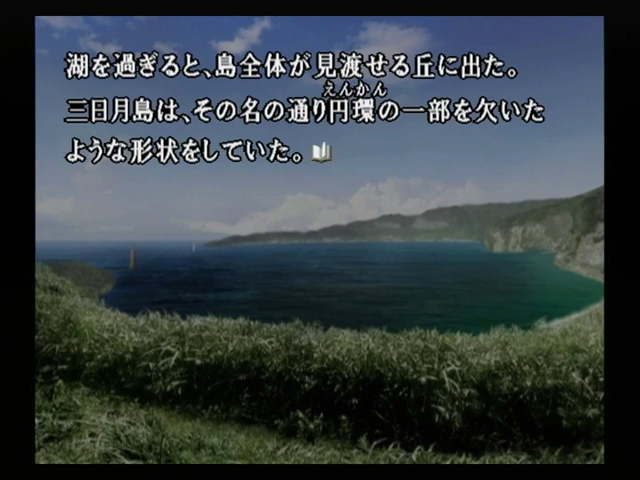 湖を過ぎると、島全体が見渡せる丘に出た。
えんかん
三日月島は、その名の通り円環の一部を欠いた
ような形状をしていた。